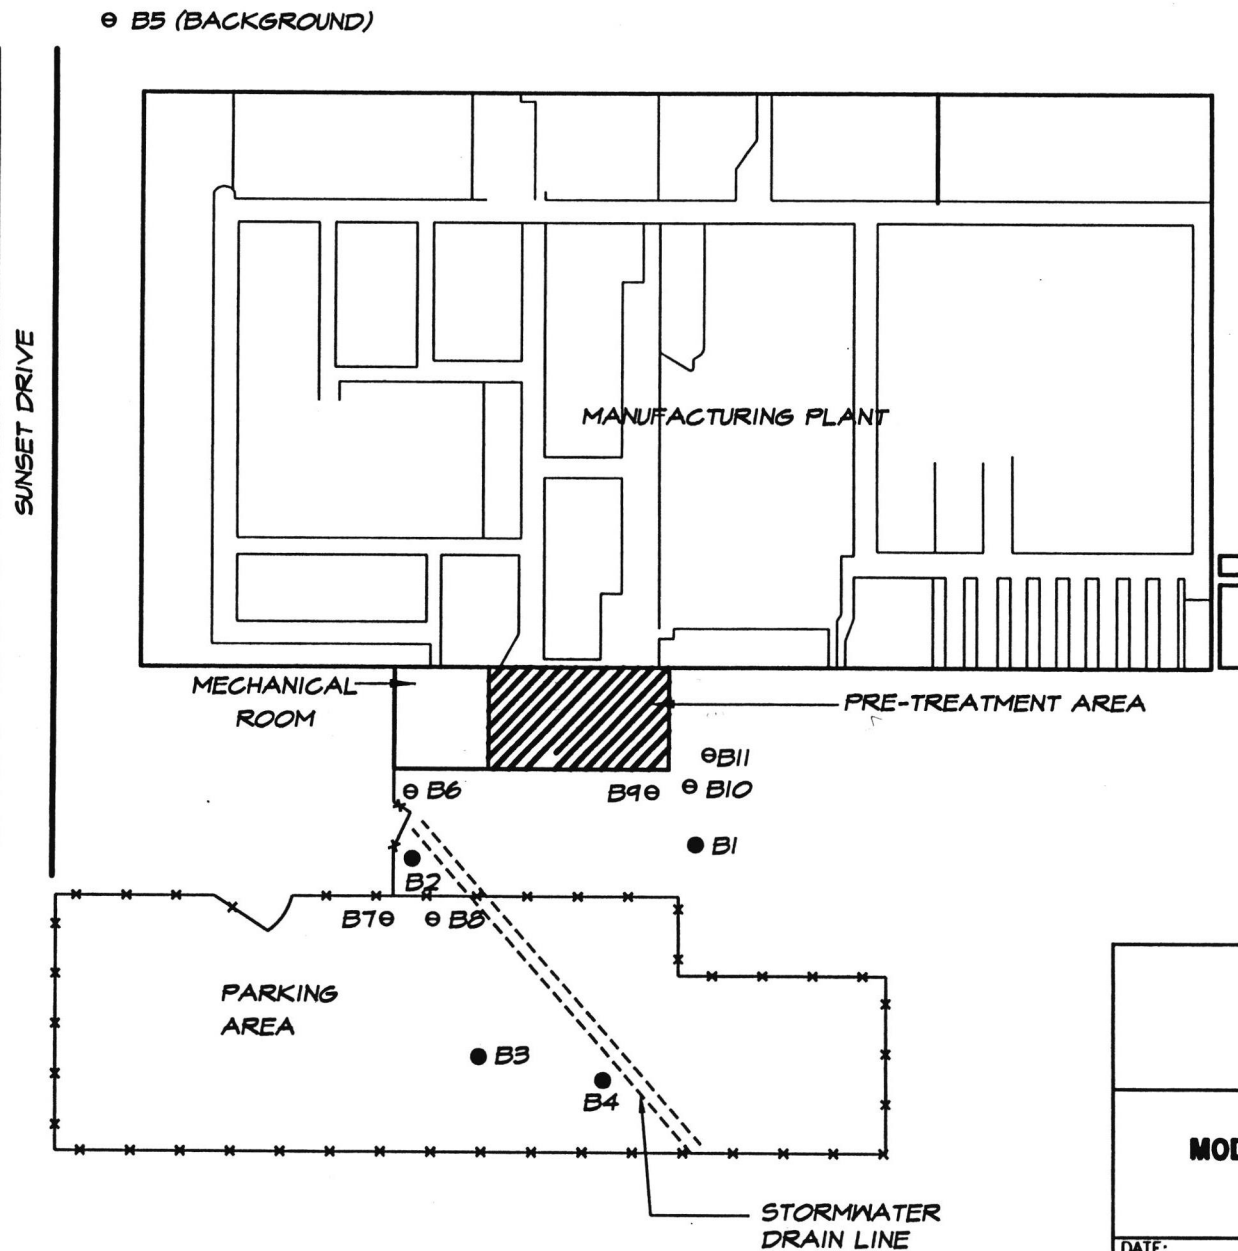 B5 (BACKGROUND)
SUNSET DRIVE
MANUFACTURING PLANT
MECHANICAL
ROOM
PRE-TREATMENT AREA
B11
B6
B9
B10
B1
B2
B7
B8
PARKING
AREA
B3
B4
STORMWATER
DRAIN LINE
MOD
DATE: